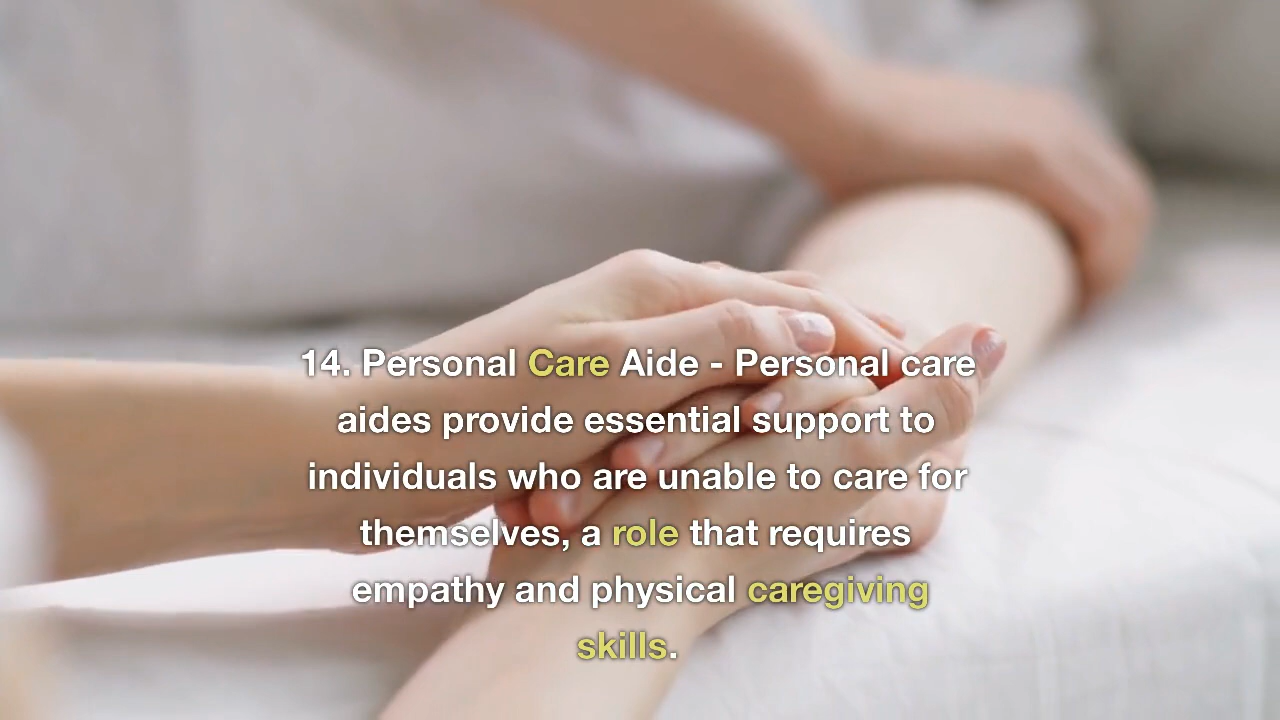 14. Personal Care Aide - Personal care
aides provide essential support to
individuals who are unable to care for
themselves, a role that requires
empathy and physical caregiving
skills.